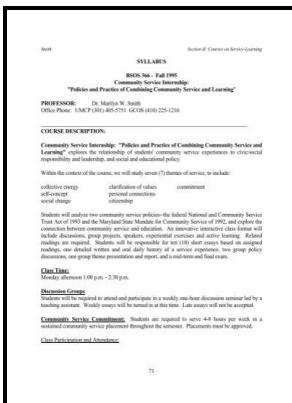 Smith Section II: Courses on Service-Learning
SYLLABUS
BSOS 366 - Fall 1995
Community Service Internship:
"Policies and Practice of Combining Community Service and Learning"
PROFESSOR: Dr. Marilyn W. Smith
Office Phone: UMCP (301) 405-5751 GCOS (410) 225-1216
COURSE DESCRIPTION:
Community Service Internship: "Policies and Practice of Combining Community Service and
Learning" explores the relationship of students' community service experiences to civic/social
responsibility and leadership, and social and educational policy.
Within the context of the course, we will study seven (7) themes of service, to include:
collective energy clarification of values commitment
self-concept personal connections
social change citizenship
Students will analyze two community service policies--the federal National and Community Service
Trust Act of 1993 and the Maryland State Mandate for Community Service of 1992, and explore the
connection between community service and education. An innovative interactive class format will
include discussions, group projects, speakers, experiential exercises and active learning. Related
readings are required. Students will be responsible for ten (10) short essays based on assigned
readings, one detailed written and oral daily history of a service experience, two group policy
discussions, one group theme presentation and report, and a mid-term and final exam.
Class Time:
Monday afternoon 1:00 p.m. - 2:30 p.m.
Discussion Groups
Students will be required to attend and participate in a weekly one-hour discussion seminar led by a
teaching assistant. Weekly essays will be turned in at this time. Late essays will not be accepted.
Community Service Commitment: Students are required to serve 4-8 hours per week in a
sustained community service placement throughout the semester. Placements must be approved.
Class Participation and Attendance:
71